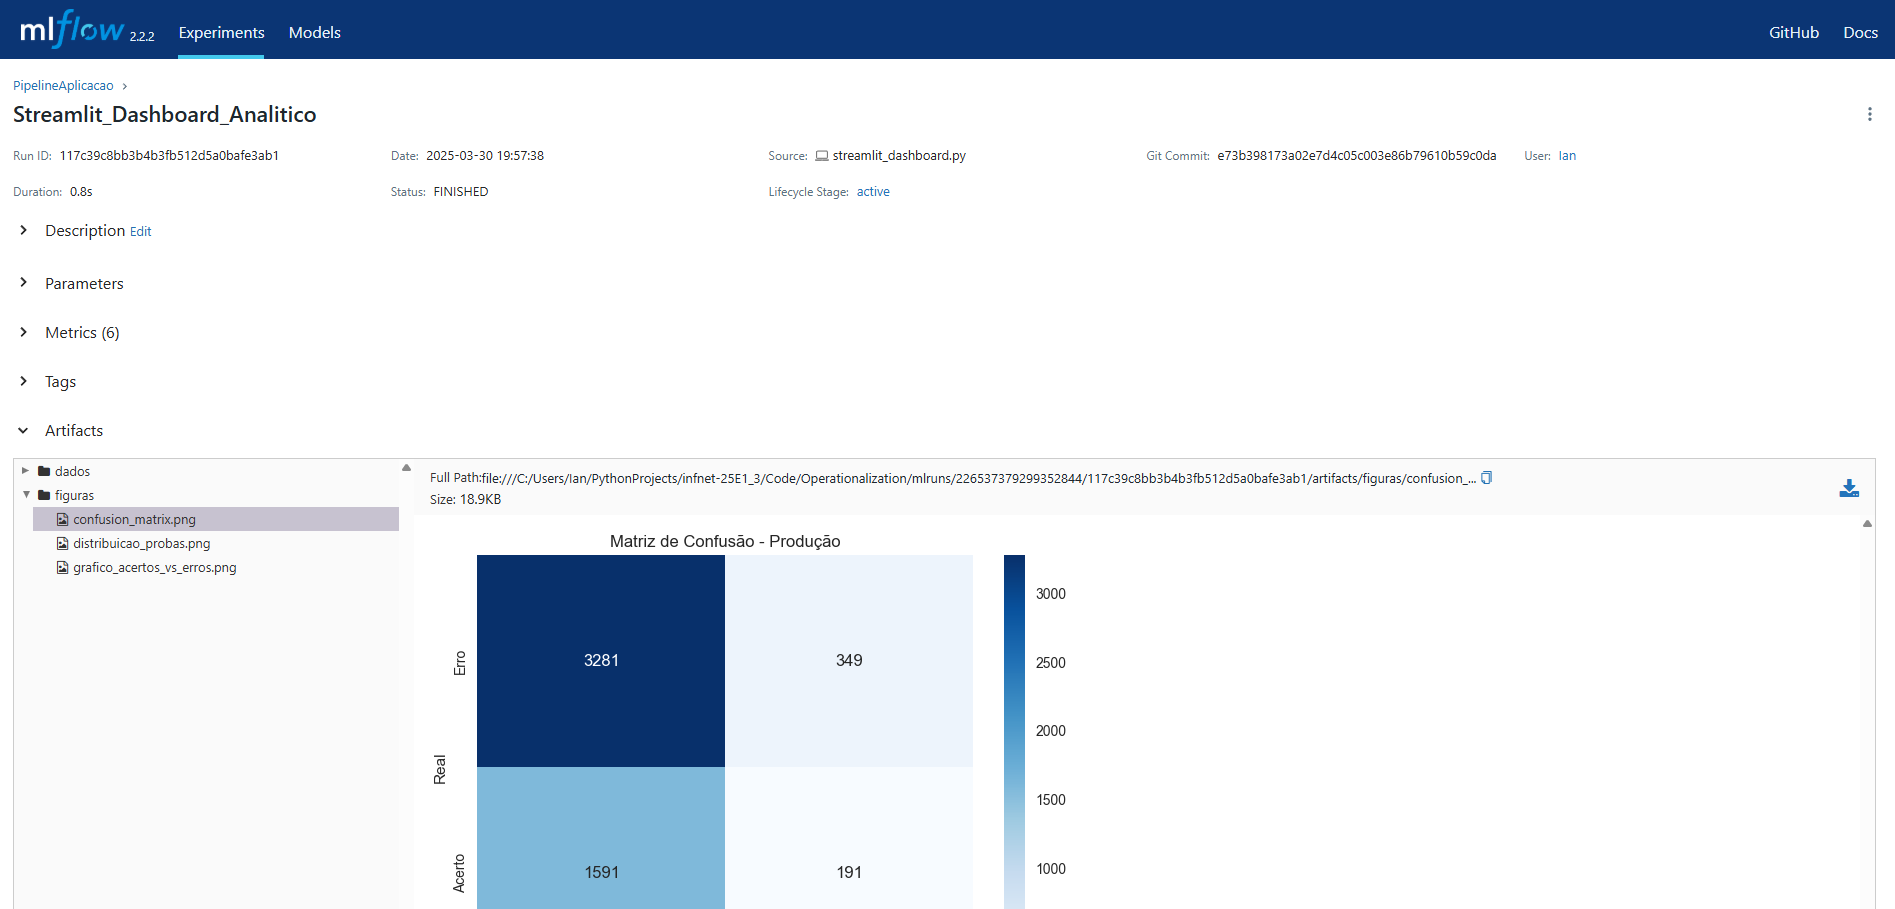 mlflow 2.2.2 Experiments Models GitHub Docs
PipelineAplicacao
Streamlit_Dashboard_Analitico
Run ID: 117c39c8bb3b4b3fb512d5a0bafe3ab1 Date: 2025-03-30 19:57:38 Source: streamlit_dashboard.py Git Commit: e73b398173a02e7d4c05c003e86b79610b59c0da User: Ian
Duration: 0.8s Status: FINISHED Lifecycle Stage: active
Description Edit
Parameters
Metrics (6)
Tags
Artifacts
dados
figuras
confusion_matrix.png
distribuicao_probas.png
grafico_acertos_vs_erros.png
Full Path:file:///C:/Users/Ian/PythonProjects/infnet-25E1_3/Code/Operationalization/mlruns/226537379299352844/117c39c8bb3b4b3fb512d5a0bafe3ab1/artifacts/figuras/confusion_...
Size: 18.9KB
Matriz de Confusão - Produção
Real
Erro
3281 349
Acerto
1591 191
3000
2500
2000
1500
1000